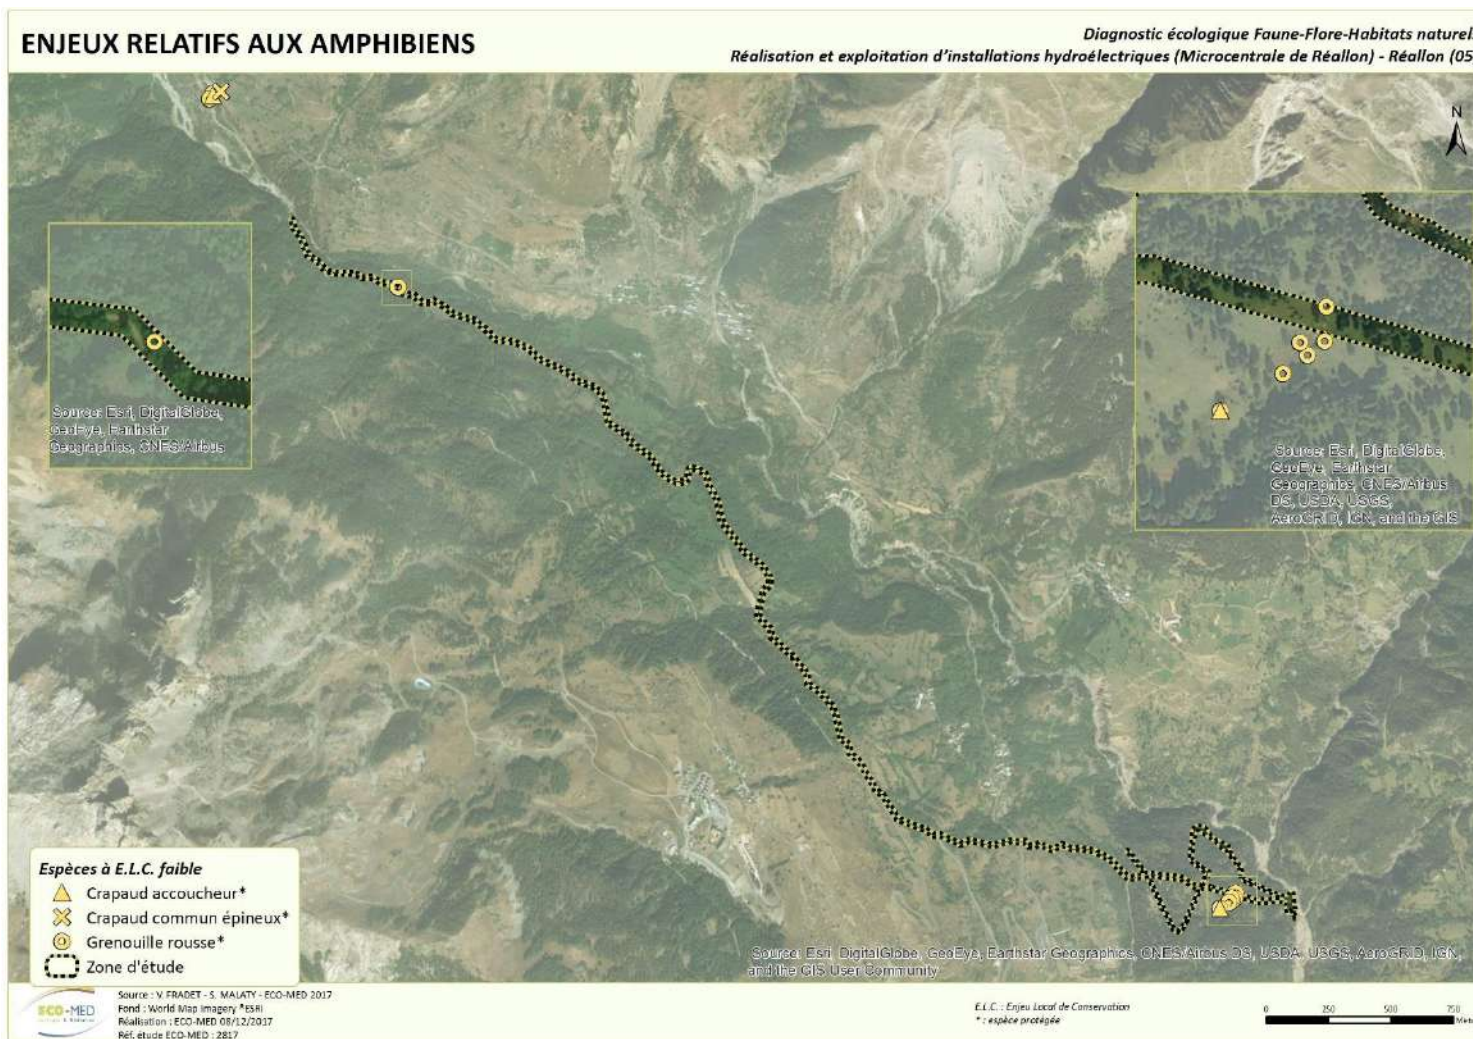 ENJEUX RELATIFS AUX AMPHIBIENS
Diagnostic écologique Faune-Flore-Habitats naturels
Réalisation et exploitation d'installations hydroélectriques (Microcentrale de Réallon) - Réallon (05
N
Source: Esri, DigitalGlobe,
GeoEye, Earthstar
Geographics, CNES/Airbus
Source: Esri, DigitalGlobe,
GeoEye, Earthstar
Geographics, CNES/Airbus
DS, USDA, USGS,
AeroGRID, IGN, and the GIS
Espèces à E.L.C. faible
Crapaud accoucheur*
Crapaud commun épineux*
Grenouille rousse*
Zone d'étude
Source: Esri, DigitalGlobe, GeoEye, Earthstar Geographics, CNES/Airbus DS, USDA, USGS, AeroGRID, IGN,
and the GIS User Community
ECO-MED
Source : V. FRADET - S. MALATY - ECO-MED 2017
Fond : World Map Imagery ®ESRI
Réalisation : ECO-MED 08/12/2017
Réf. étude ECO-MED : 2817
E.L.C. : Enjeu Local de Conservation
* : espèce protégée
0 250 500 750